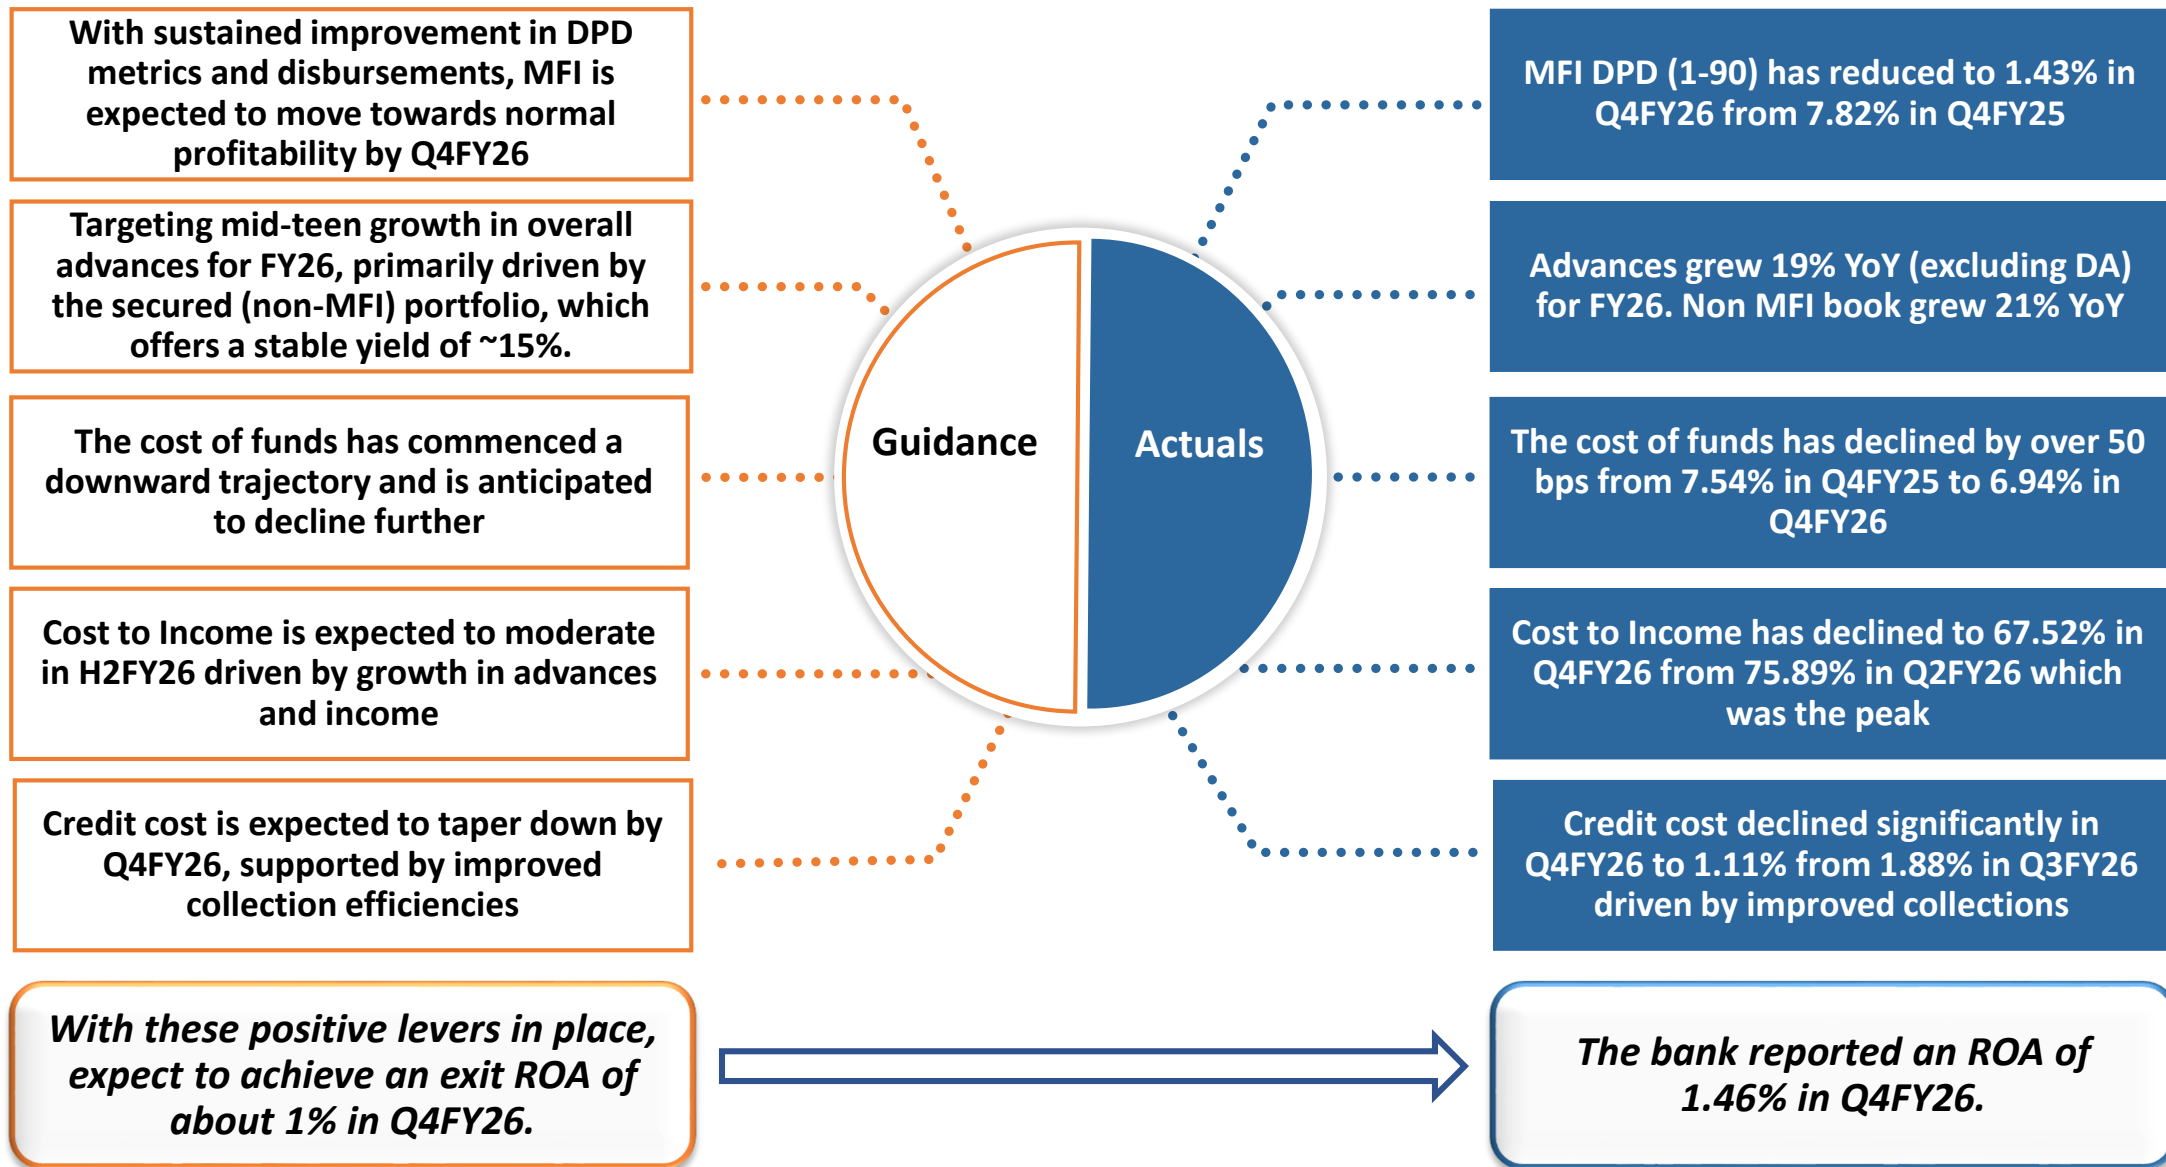 With sustained improvement in DPD
metrics and disbursements, MFI is
expected to move towards normal
profitability by Q4FY26
Targeting mid-teen growth in overall
advances for FY26, primarily driven by
the secured (non-MFI) portfolio, which
offers a stable yield of ~15%.
The cost of funds has commenced a
downward trajectory and is anticipated
to decline further
Cost to Income is expected to moderate
in H2FY26 driven by growth in advances
and income
Credit cost is expected to taper down by
Q4FY26, supported by improved
collection efficiencies
With these positive levers in place,
expect to achieve an exit ROA of
about 1% in Q4FY26.
Guidance
Actuals
MFI DPD (1-90) has reduced to 1.43% in
Q4FY26 from 7.82% in Q4FY25
Advances grew 19% YoY (excluding DA)
for FY26. Non MFI book grew 21% YoY
The cost of funds has declined by over 50
bps from 7.54% in Q4FY25 to 6.94% in
Q4FY26
Cost to Income has declined to 67.52% in
Q4FY26 from 75.89% in Q2FY26 which
was the peak
Credit cost declined significantly in
Q4FY26 to 1.11% from 1.88% in Q3FY26
driven by improved collections
The bank reported an ROA of
1.46% in Q4FY26.